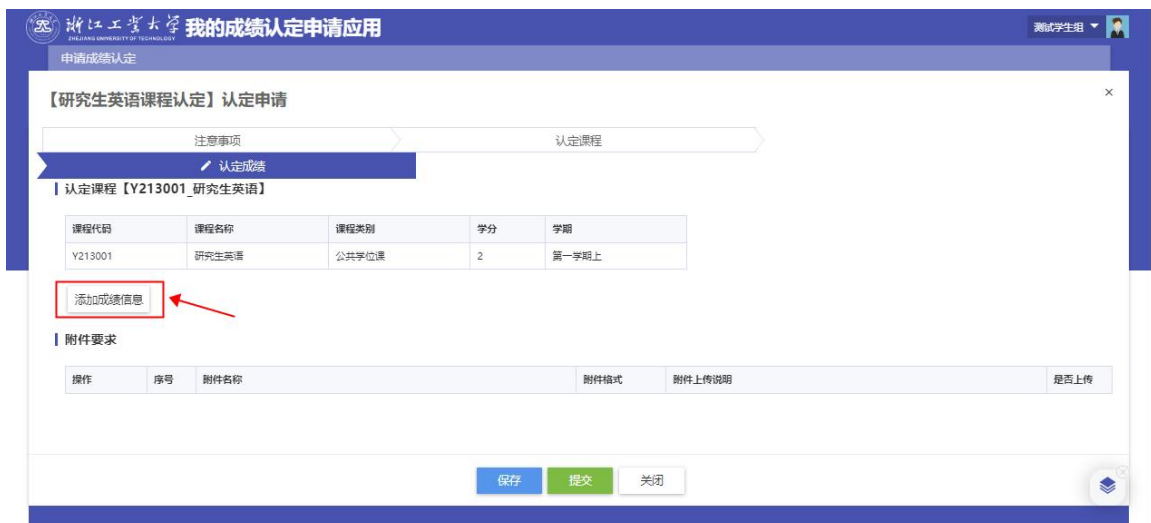 浙江工业大学 我的成绩认定申请应用 测试学生组
ZHEJIANG UNIVERSITY OF TECHNOLOGY
申请成绩认定
【研究生英语课程认定】认定申请 ×
注意事项 认定课程
认定成绩
认定课程【Y213001_研究生英语】
课程代码 课程名称 课程类别 学分 学期
Y213001 研究生英语 公共学位课 2 第一学期上
添加成绩信息
附件要求
操作 序号 附件名称 附件格式 附件上传说明 是否上传
保存 提交 关闭